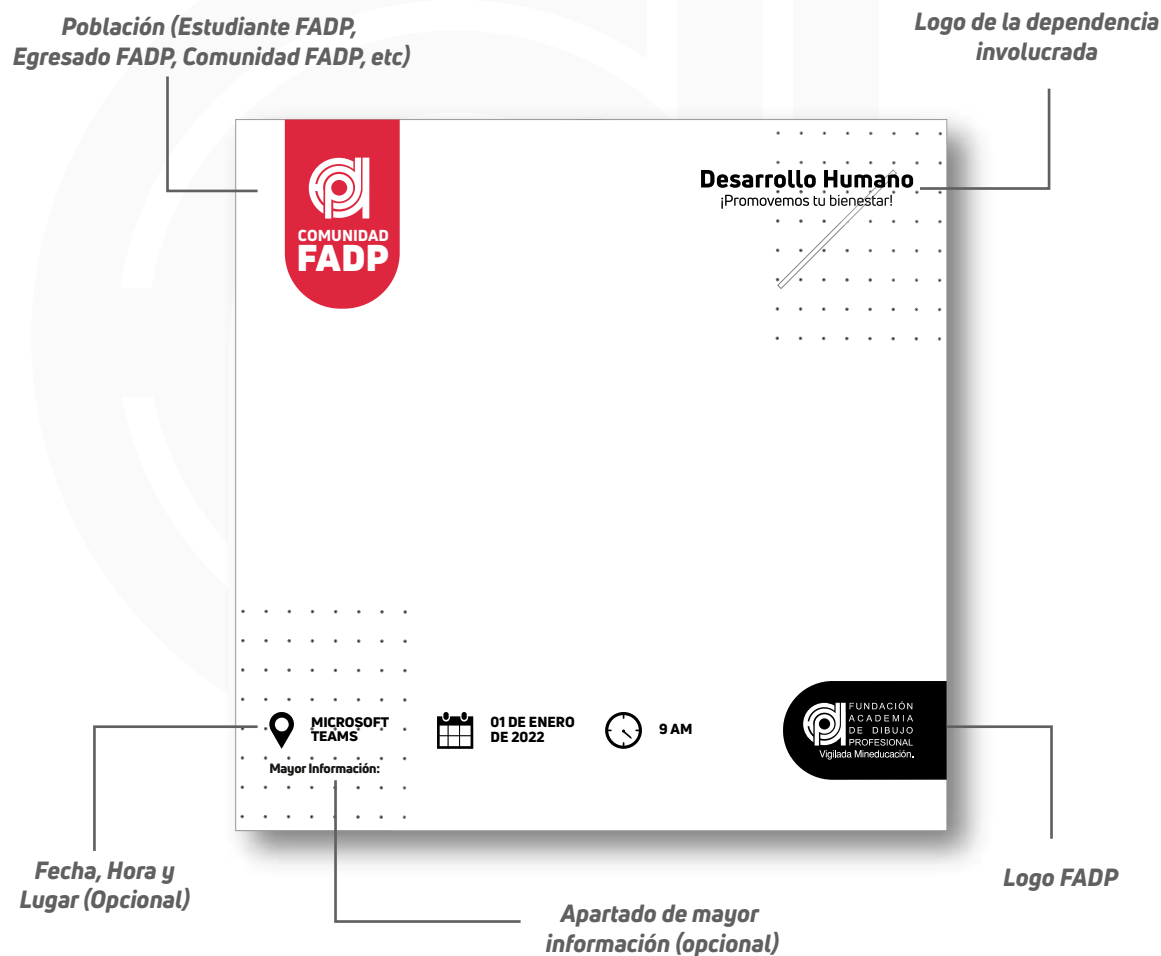 Población (Estudiante FADP,
Egresado FADP, Comunidad FADP, etc)
Logo de la dependencia
involucrada
COMUNIDAD
FADP
Desarrollo Humano
¡Promovemos tu bienestar!
MICROSOFT
TEAMS
01 DE ENERO
DE 2022
9 AM
Mayor Información:
FUNDACIÓN
ACADEMIA
DE DIBUJO
PROFESIONAL
Vigilada Mineducación.
Fecha, Hora y
Lugar (Opcional)
Apartado de mayor
información (opcional)
Logo FADP